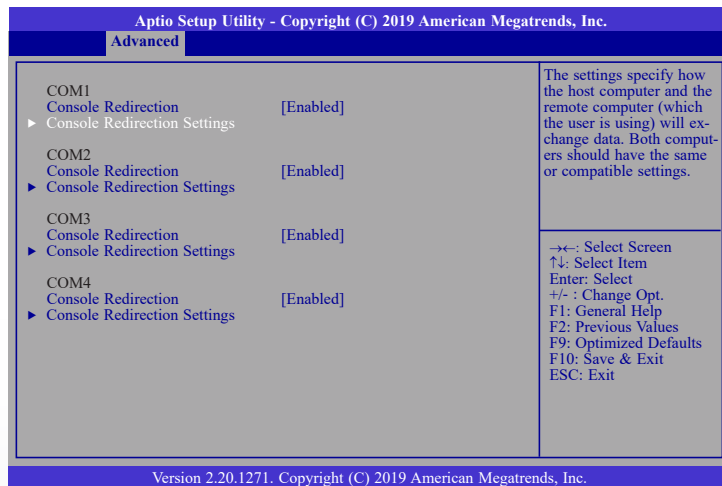 Aptio Setup Utility - Copyright (C) 2019 American Megatrends, Inc.
Advanced
COM1
Console Redirection [Enabled]
► Console Redirection Settings
COM2
Console Redirection [Enabled]
► Console Redirection Settings
COM3
Console Redirection [Enabled]
► Console Redirection Settings
COM4
Console Redirection [Enabled]
► Console Redirection Settings
The settings specify how
the host computer and the
remote computer (which
the user is using) will ex-
change data. Both comput-
ers should have the same
or compatible settings.
→←: Select Screen
↑↓: Select Item
Enter: Select
+/- : Change Opt.
F1: General Help
F2: Previous Values
F9: Optimized Defaults
F10: Save & Exit
ESC: Exit
Version 2.20.1271. Copyright (C) 2019 American Megatrends, Inc.